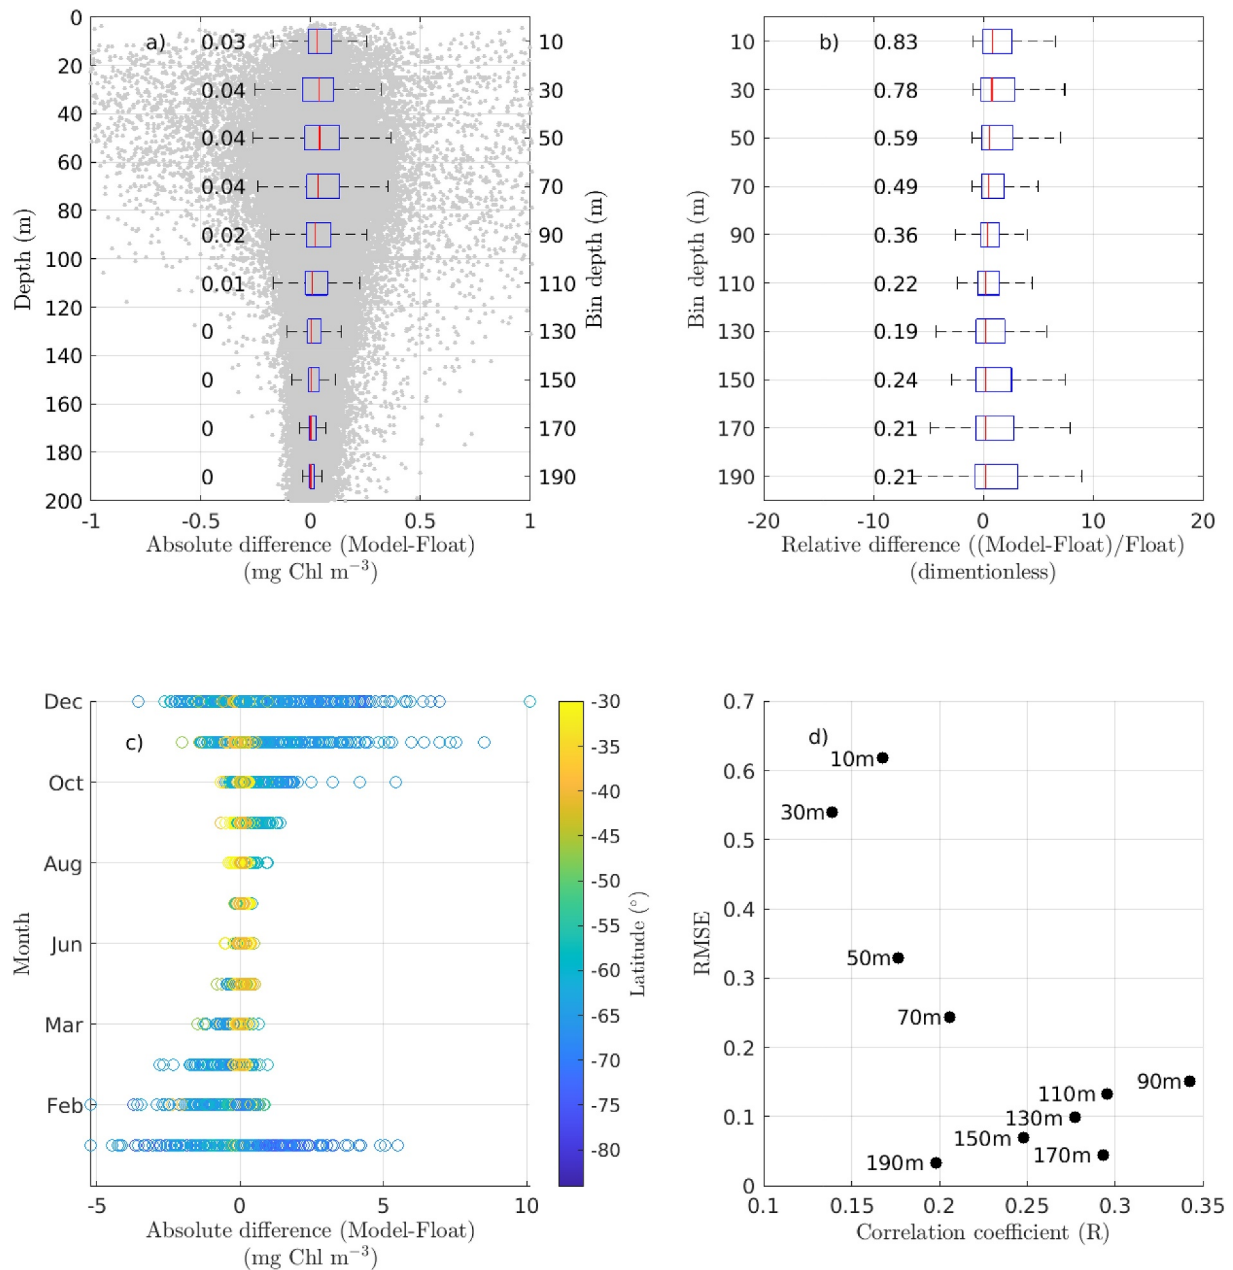 a)
0
20
40
60
80
100
120
140
160
180
200
Depth (m)
0.03
0.04
0.04
0.04
0.02
0.01
0
0
0
0
10
30
50
70
90
110
130
150
170
190
Bin depth (m)
-1 -0.5 0 0.5 1
Absolute difference (Model-Float)
(mg Chl m⁻³)
b)
10
30
50
70
90
110
130
150
170
190
Bin depth (m)
0.83
0.78
0.59
0.49
0.36
0.22
0.19
0.24
0.21
0.21
-20 -10 0 10 20
Relative difference ((Model-Float)/Float)
(dimentionless)
c)
Dec
Oct
Aug
Jun
Mar
Feb
Month
-5 0 5 10
Absolute difference (Model-Float)
(mg Chl m⁻³)
-30
-35
-40
-45
-50
-55
-60
-65
-70
-75
-80
Latitude (°)
d)
0.7
0.6
0.5
0.4
0.3
0.2
0.1
0
RMSE
10m
30m
50m
70m
90m
110m
130m
150m
170m
190m
0.1 0.15 0.2 0.25 0.3 0.35
Correlation coefficient (R)